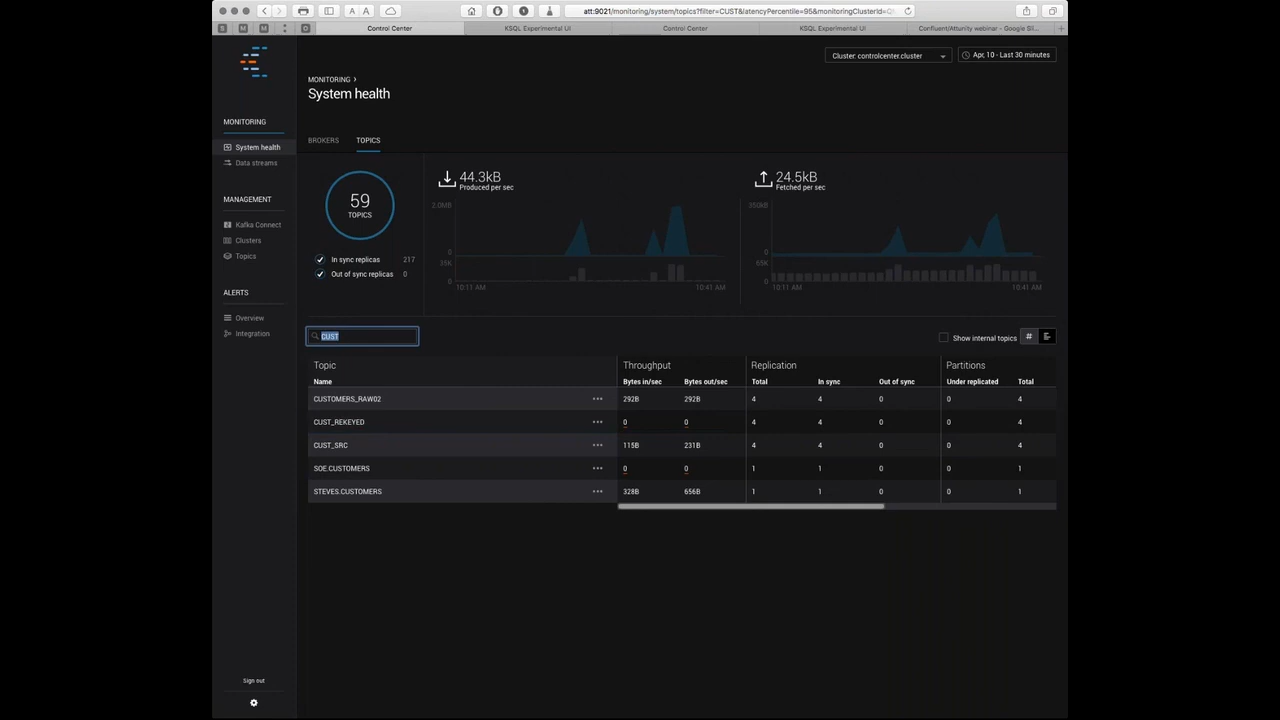 att:9021/monitoring/system/topics?filter=CUST&latencyPercentile=95&monitoringClusterId=
A A
S M M O Control Center KSQL Experimental UI Control Center KSQL Experimental UI Confluent/Attunity webinar - Google Sli... +
Cluster: controlcenter.cluster Apr, 10 - Last 30 minutes
MONITORING ›
System health
MONITORING
System health
Data streams
MANAGEMENT
Kafka Connect
Clusters
Topics
ALERTS
Overview
Integration
Sign out
BROKERS TOPICS
59
TOPICS
In sync replicas 217
Out of sync replicas 0
44.3kB
Produced per sec
2.0MB
0
35K
0
10:11 AM 10:41 AM
24.5kB
Fetched per sec
350kB
0
65K
0
10:11 AM 10:41 AM
CUST
Show internal topics #
Topic Throughput Replication Partitions
Name Bytes in/sec Bytes out/sec Total In sync Out of sync Under replicated Total
CUSTOMERS_RAW02 ••• 292B 292B 4 4 0 0 4
CUST_REKEYED ••• 0 0 4 4 0 0 4
CUST_SRC ••• 115B 231B 4 4 0 0 4
SOE.CUSTOMERS ••• 0 0 1 1 0 0 1
STEVES.CUSTOMERS ••• 328B 656B 1 1 0 0 1